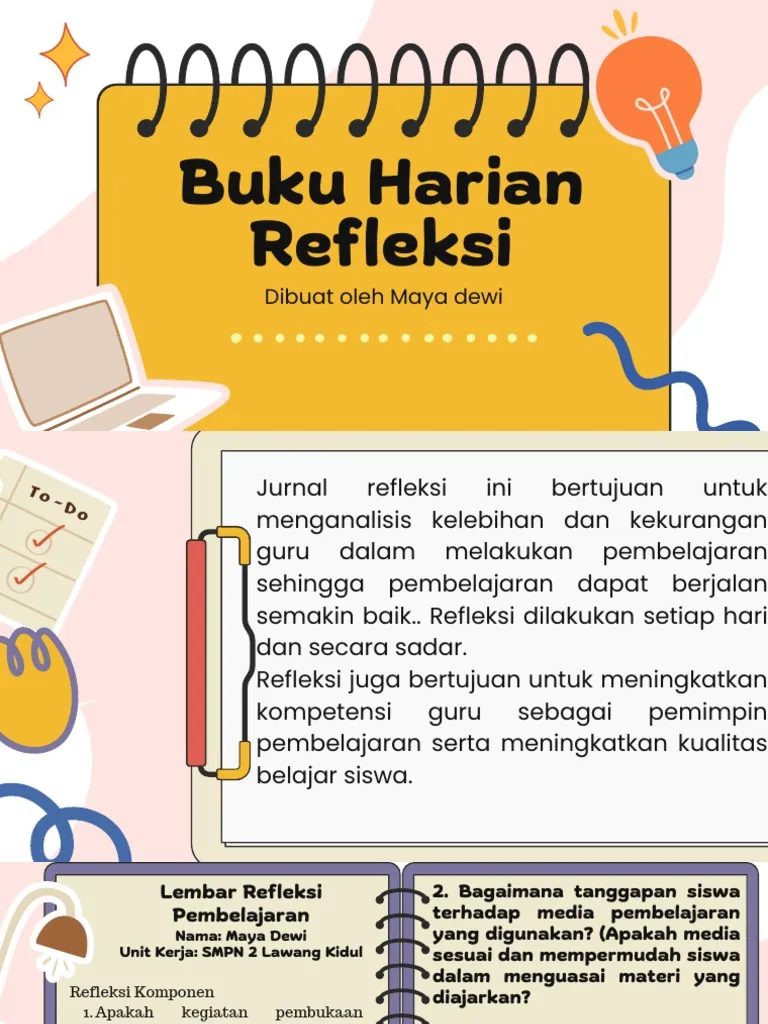 Buku Harian
Refleksi
Dibuat oleh Maya dewi
To-Do
Jurnal refleksi ini bertujuan untuk
menganalisis kelebihan dan kekurangan
guru dalam melakukan pembelajaran
sehingga pembelajaran dapat berjalan
semakin baik.. Refleksi dilakukan setiap hari
dan secara sadar.
Refleksi juga bertujuan untuk meningkatkan
kompetensi guru sebagai pemimpin
pembelajaran serta meningkatkan kualitas
belajar siswa.
Lembar Refleksi
Pembelajaran
Nama: Maya Dewi
Unit Kerja: SMPN 2 Lawang Kidul
Refleksi Komponen
1. Apakah kegiatan pembukaan
2. Bagaimana tanggapan siswa
terhadap media pembelajaran
yang digunakan? (Apakah media
sesuai dan mempermudah siswa
dalam menguasai materi yang
diajarkan?